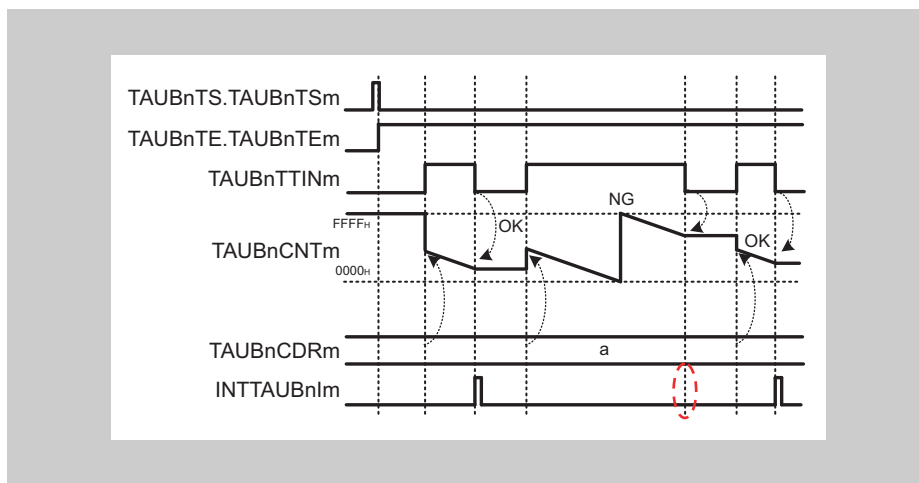 TAUBnTS.TAUBnTSm
TAUBnTE.TAUBnTEm
TAUBnTTINm
NG
FFFFH
OK
TAUBnCNTm
OK
0000H
TAUBnCDRm
a
INTTAUBnIm